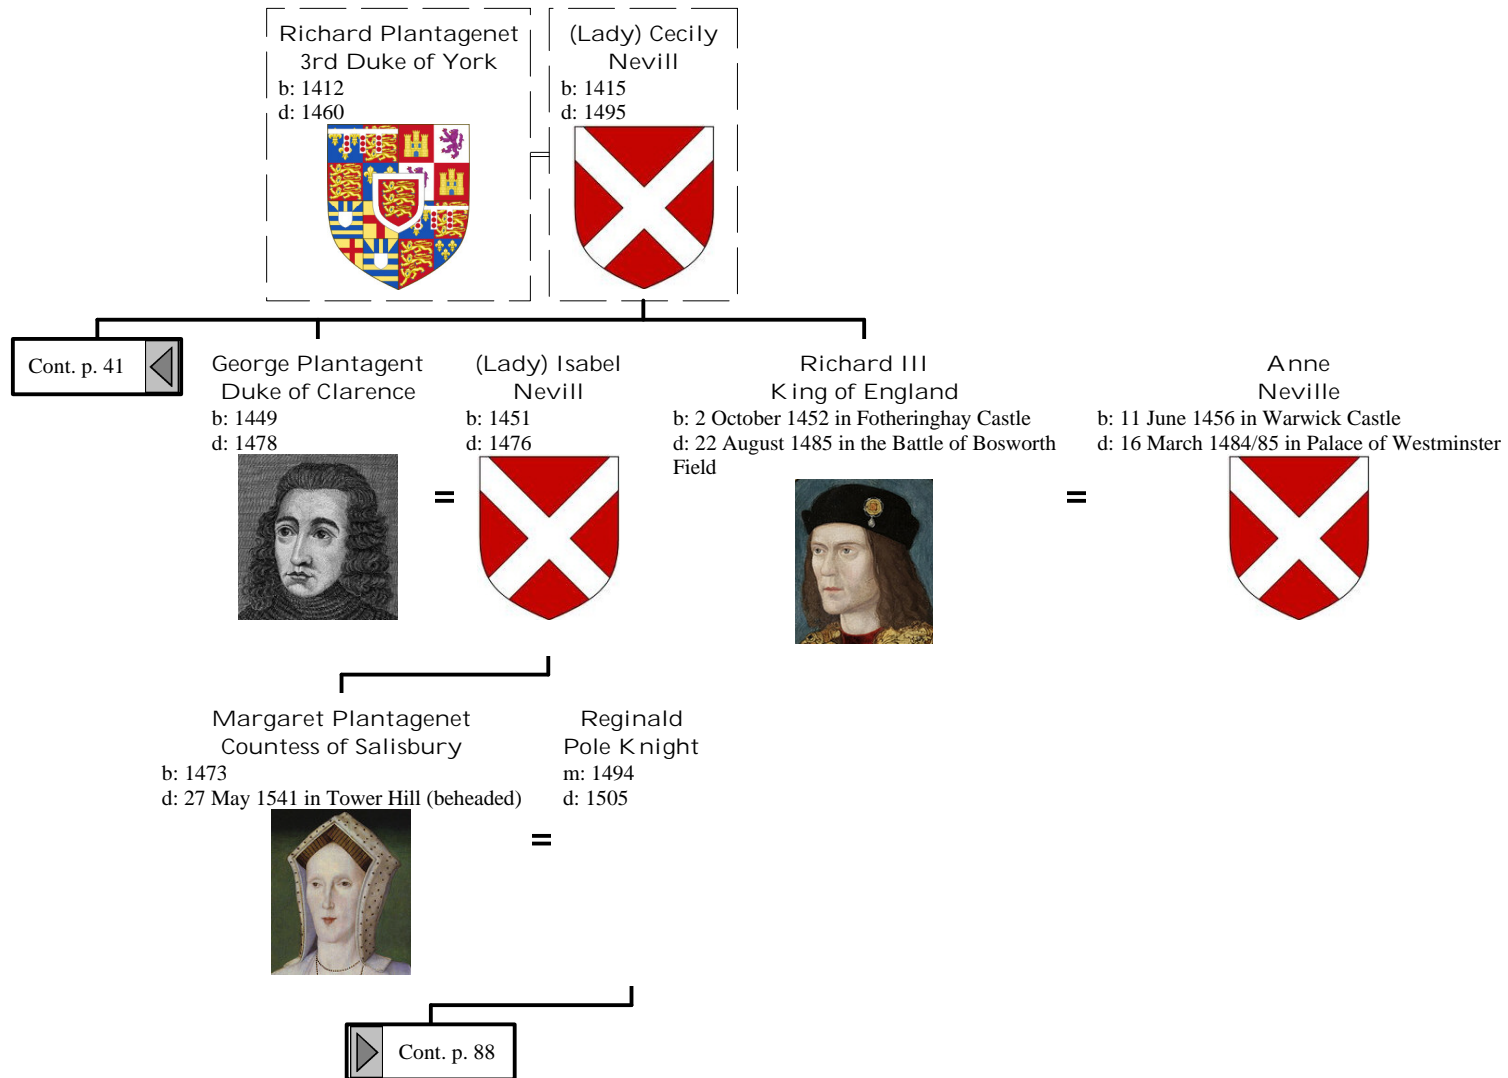 Richard Plantagenet
3rd Duke of York
b: 1412
d: 1460
(Lady) Cecily
Nevill
b: 1415
d: 1495
Cont. p. 41
George Plantagent
Duke of Clarence
b: 1449
d: 1478
=
(Lady) Isabel
Nevill
b: 1451
d: 1476
Richard III
King of England
b: 2 October 1452 in Fotheringhay Castle
d: 22 August 1485 in the Battle of Bosworth
Field
=
Anne
Neville
b: 11 June 1456 in Warwick Castle
d: 16 March 1484/85 in Palace of Westminster
Margaret Plantagenet
Countess of Salisbury
b: 1473
d: 27 May 1541 in Tower Hill (beheaded)
=
Reginald
Pole Knight
m: 1494
d: 1505
Cont. p. 88